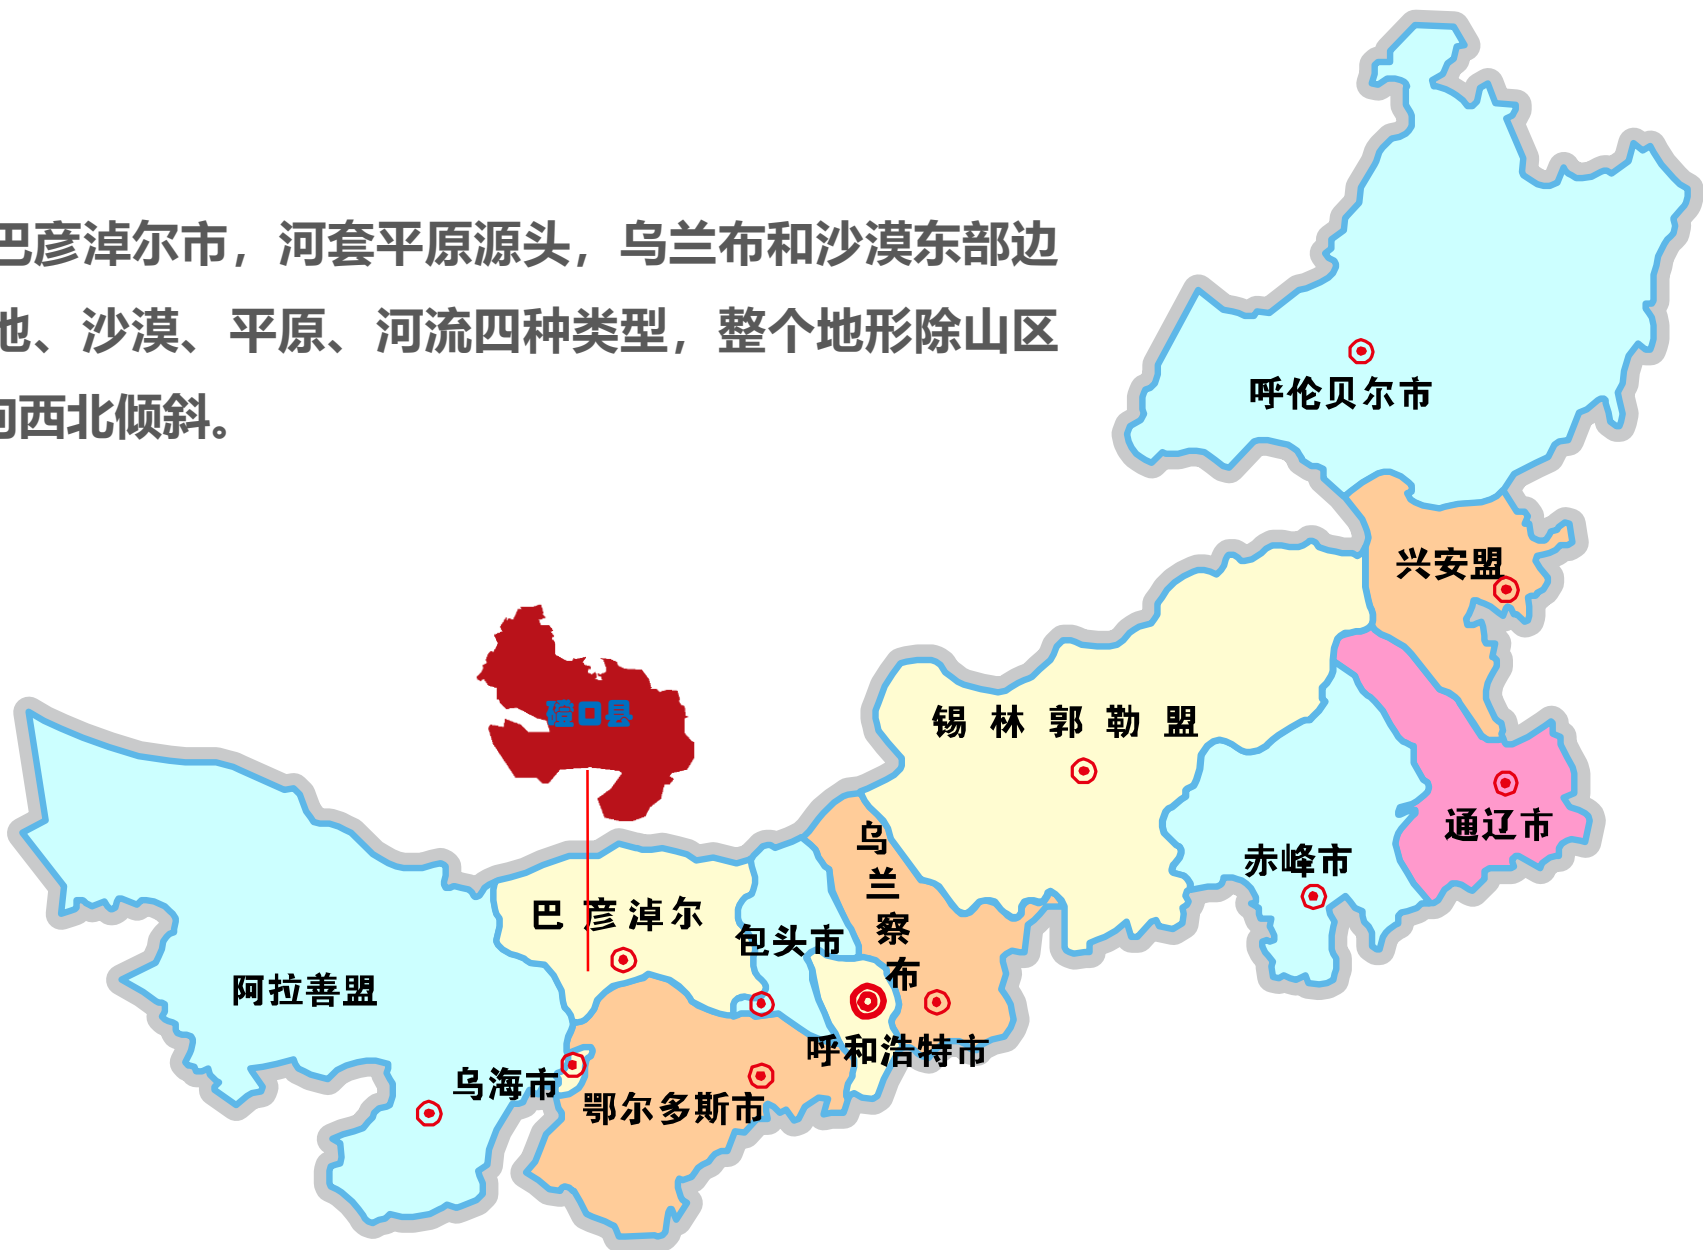 巴彦淖尔市，河套平原源头，乌兰布和沙漠东部边
地、沙漠、平原、河流四种类型，整个地形除山区
向西北倾斜。
呼伦贝尔市
兴安盟
磴口县
锡林郭勒盟
通辽市
乌兰察布
赤峰市
巴彦淖尔
包头市
阿拉善盟
呼和浩特市
乌海市
鄂尔多斯市